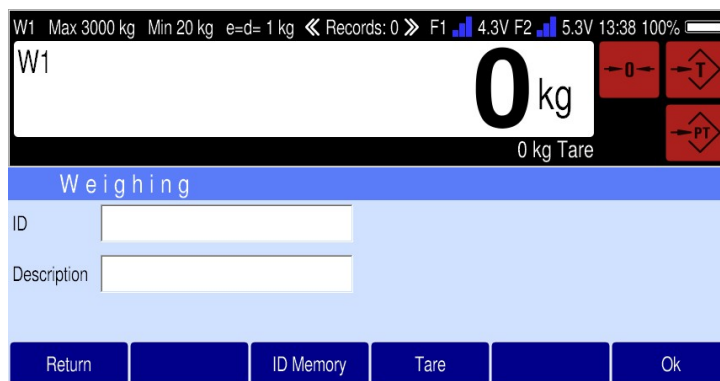 W1 Max 3000 kg Min 20 kg e=d= 1 kg ≪ Records: 0 ≫ F1 4.3V F2 5.3V 13:38 100%
W1
0 kg
→0←
→T
→PT
0 kg Tare
Weighing
ID
Description
Return ID Memory Tare Ok